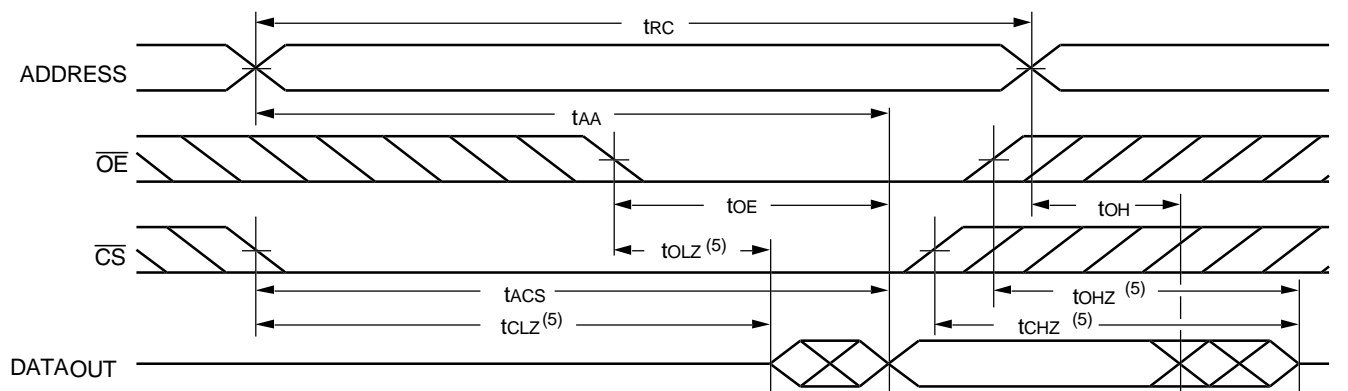 tRC
ADDRESS
tAA
OE
tOE
tOH
CS
tOLZ (5)
tACS
tOHZ (5)
tCLZ (5)
tCHZ (5)
DATAOUT